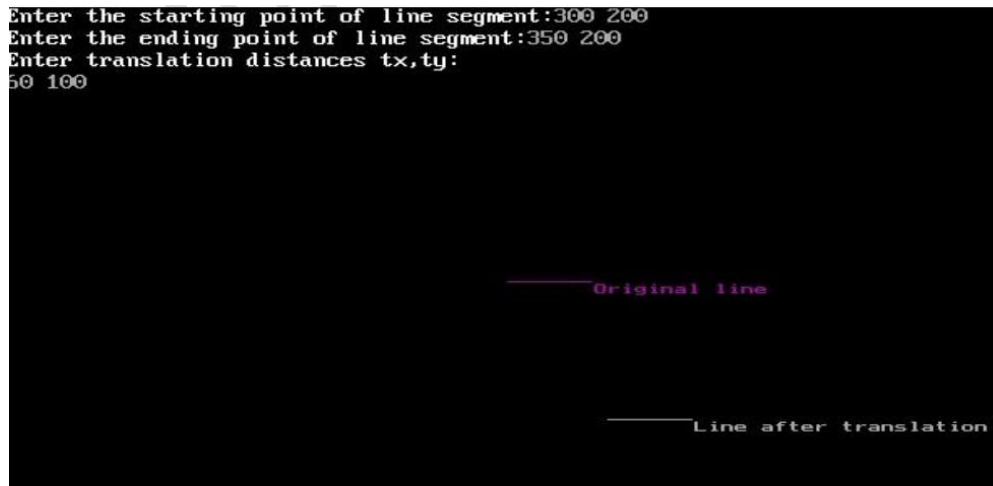 Enter the starting point of line segment:300 200
Enter the ending point of line segment:350 200
Enter translation distances tx,ty:
60 100
Original line
Line after translation